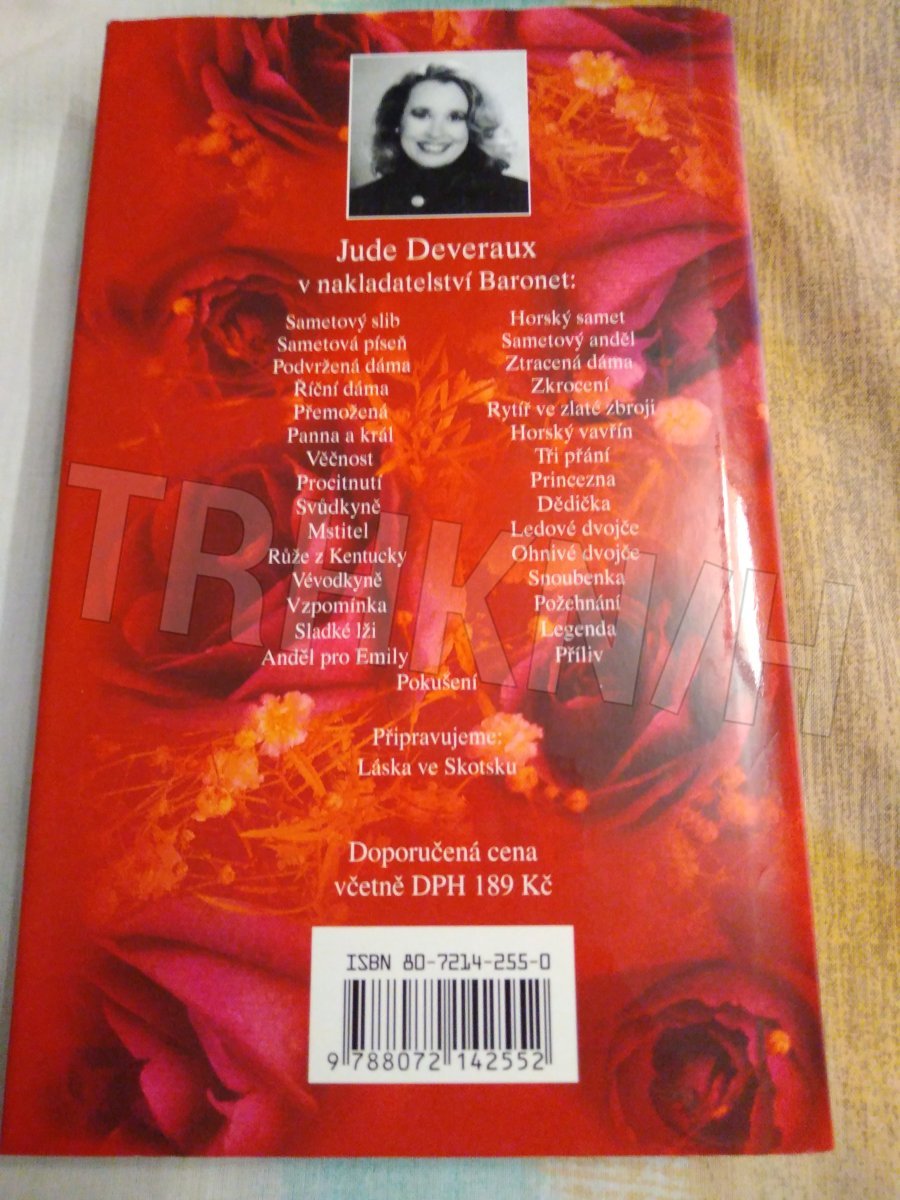 Jude Deveraux
v nakladatelství Baronet:
Sametový slib
Sametová píseň
Podvržená dáma
Říční dáma
Přemožená
Panna a král
Věčnost
Procitnutí
Svůdkyně
Mstitel
Růže z Kentucky
Vévodkyně
Vzpomínka
Sladké lži
Anděl pro Emily
Horský samet
Sametový anděl
Ztracená dáma
Zkrocení
Rytíř ve zlaté zbroji
Horský vavřín
Tři přání
Princezna
Dědička
Ledové dvojče
Ohnivé dvojče
Snoubenka
Požehnání
Legenda
Příliv
Pokušení
Připravujeme:
Láska ve Skotsku
Doporučená cena
včetně DPH 189 Kč
ISBN 80-7214-255-0
9 788072 142552
TRHKNIH